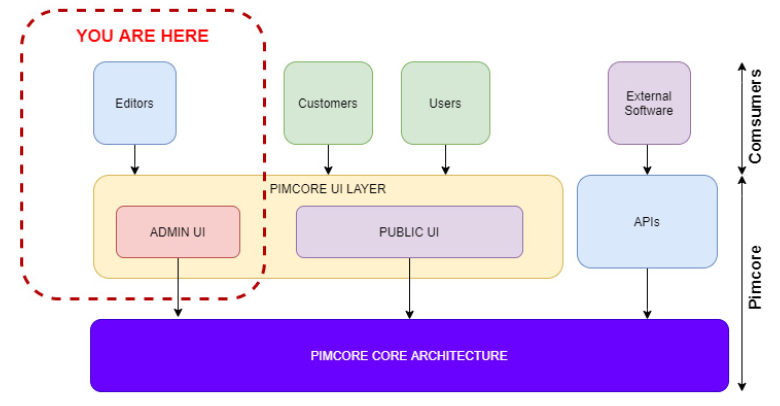 YOU ARE HERE
Editors
Customers
Users
External
Software
Comsumers
PIMCORE UI LAYER
ADMIN UI
PUBLIC UI
APIs
Pimcore
PIMCORE CORE ARCHITECTURE